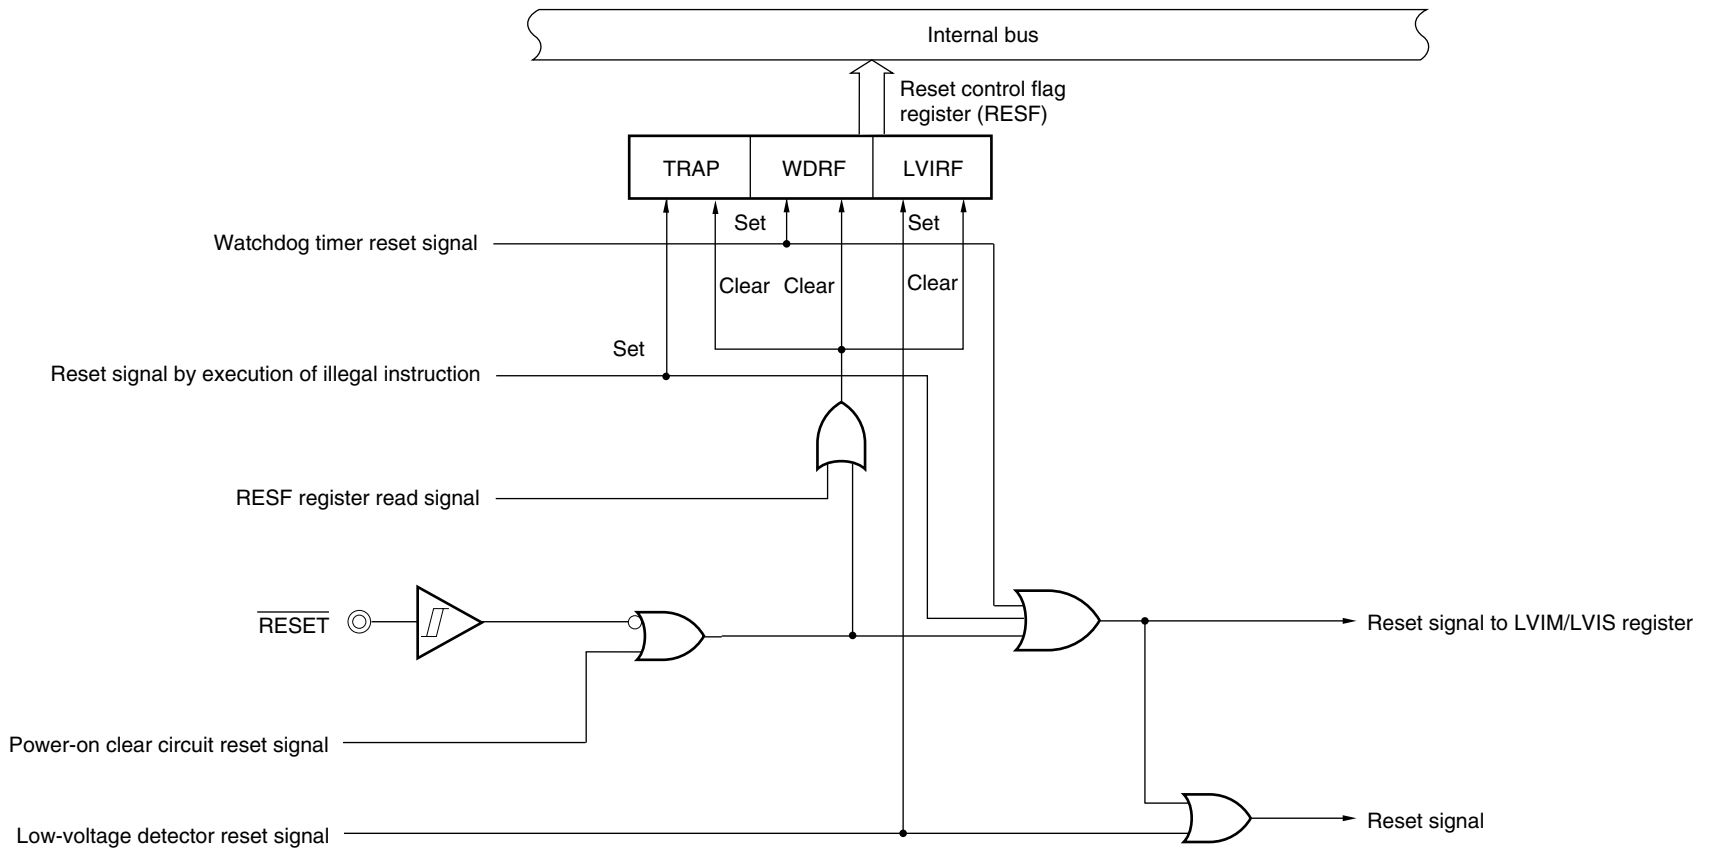 Internal bus
Reset control flag
register (RESF)
TRAP
WDRF
LVIRF
Set
Set
Watchdog timer reset signal
Clear
Clear
Clear
Set
Reset signal by execution of illegal instruction
RESF register read signal
RESET
Reset signal to LVIM/LVIS register
Power-on clear circuit reset signal
Low-voltage detector reset signal
Reset signal